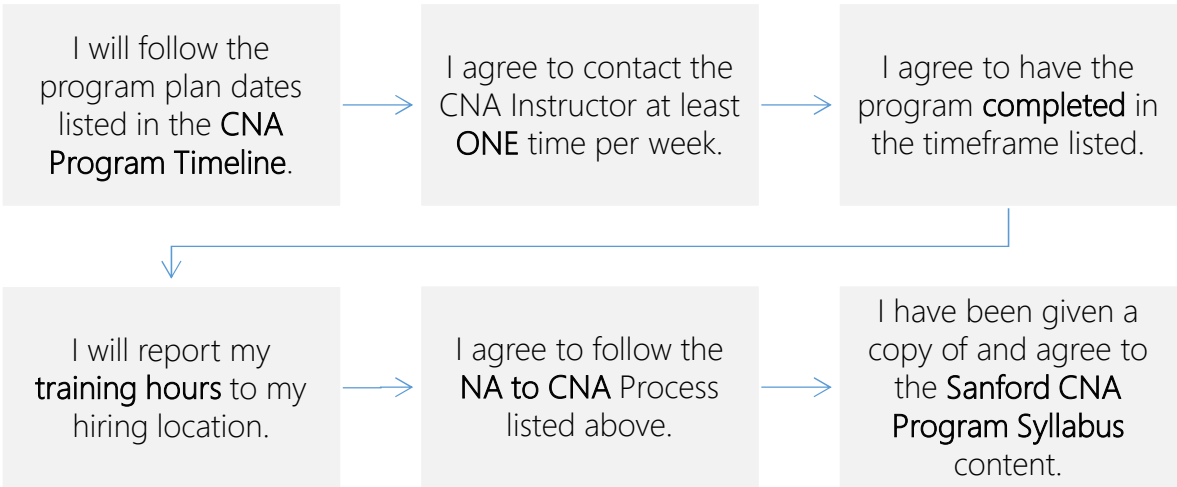 I will follow the
program plan dates
listed in the CNA
Program Timeline.
I agree to contact the
CNA Instructor at least
ONE time per week.
I agree to have the
program completed in
the timeframe listed.
I will report my
training hours to my
hiring location.
I agree to follow the
NA to CNA Process
listed above.
I have been given a
copy of and agree to
the Sanford CNA
Program Syllabus
content.